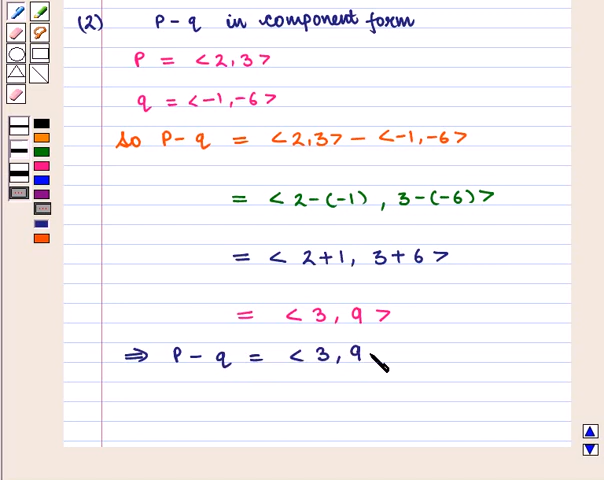 (2) P - q in component form
P = < 2, 3 >
q = < -1, -6 >
So P - q = < 2, 3 > - < -1, -6 >
= < 2 - (-1) , 3 - (-6) >
= < 2 + 1, 3 + 6 >
= < 3, 9 >
⇒ P - q = < 3, 9